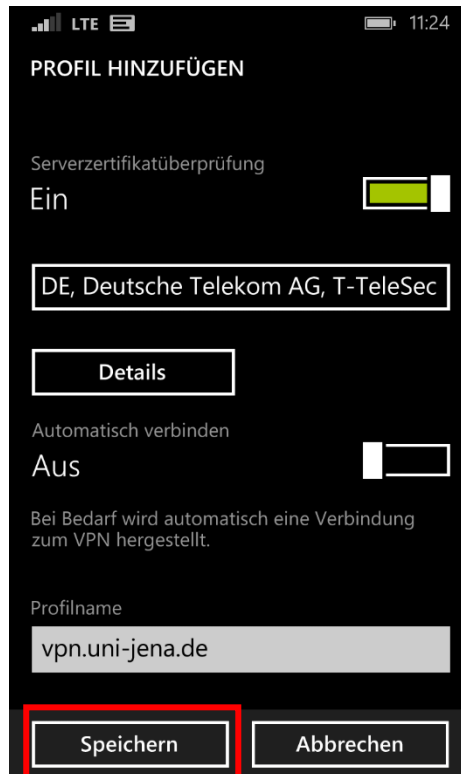 LTE 11:24
PROFIL HINZUFÜGEN
Serverzertifikatüberprüfung
Ein
DE, Deutsche Telekom AG, T-TeleSec
Details
Automatisch verbinden
Aus
Bei Bedarf wird automatisch eine Verbindung
zum VPN hergestellt.
Profilname
vpn.uni-jena.de
Speichern Abbrechen